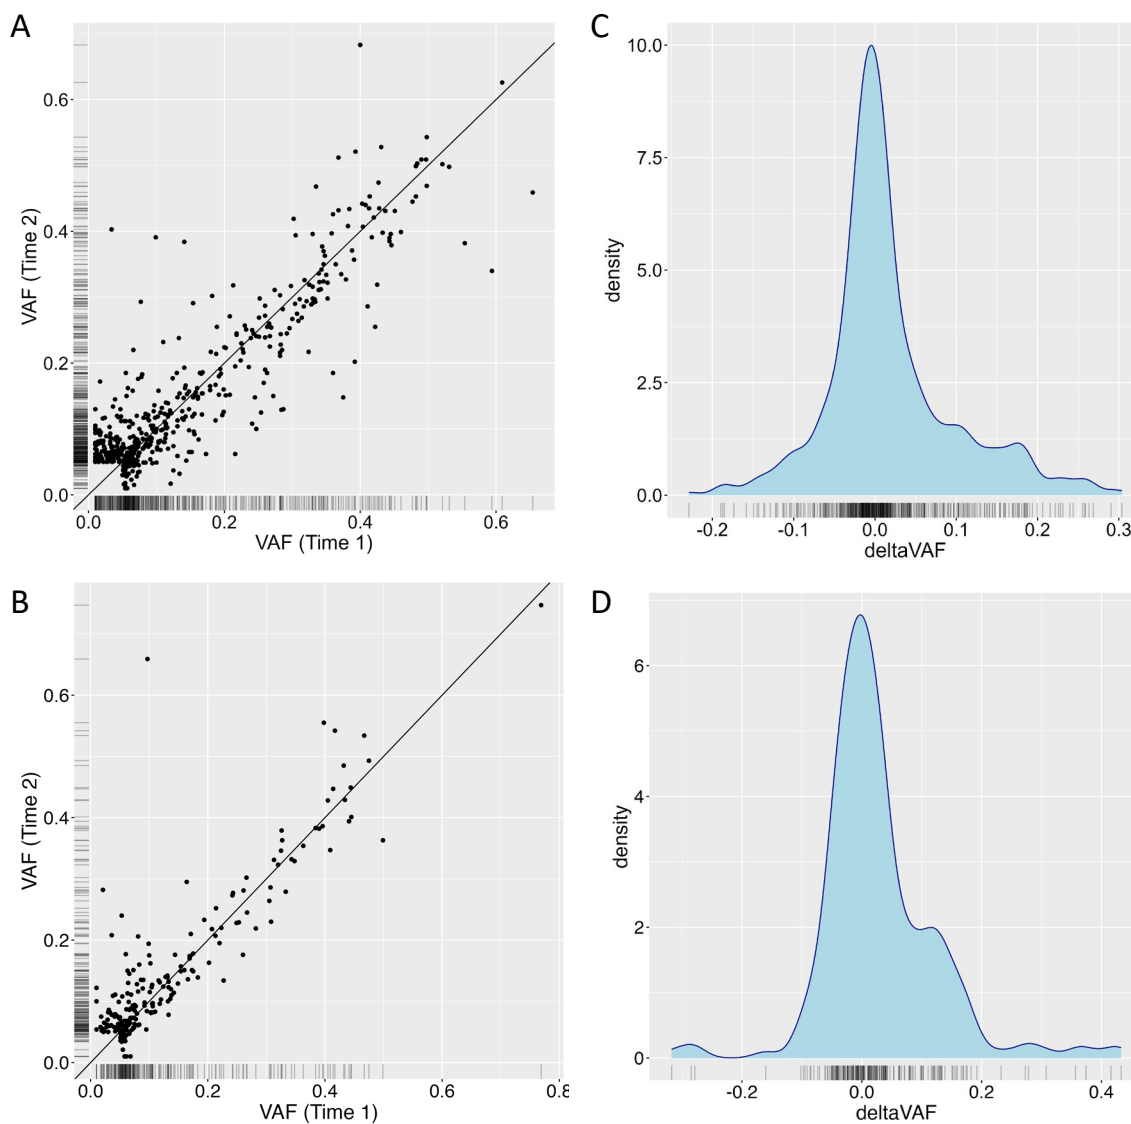 A
0.6
0.4
0.2
0.0
VAF (Time 2)
0.0 0.2 0.4 0.6
VAF (Time 1)
C
10.0
7.5
5.0
2.5
0.0
density
-0.2 -0.1 0.0 0.1 0.2 0.3
deltaVAF
B
0.6
0.4
0.2
0.0
VAF (Time 2)
0.0 0.2 0.4 0.6 0.8
VAF (Time 1)
D
6
4
2
0
density
-0.2 0.0 0.2 0.4
deltaVAF